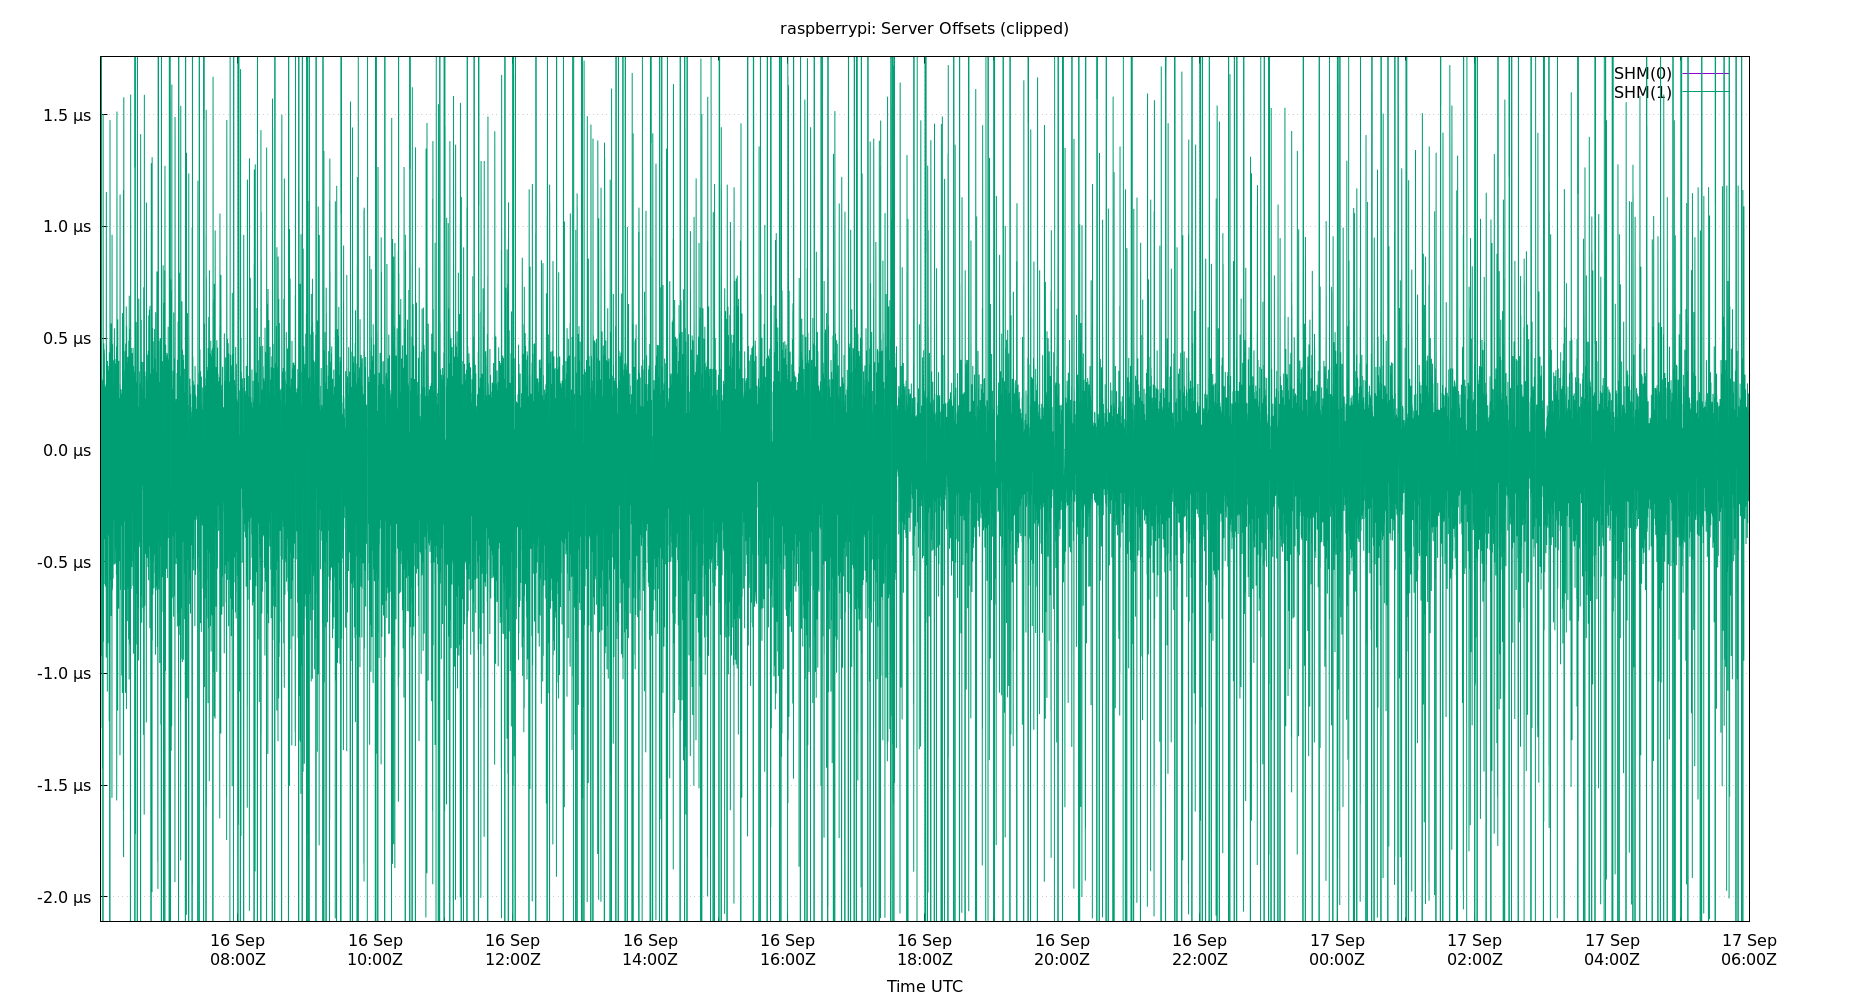 raspberrypi: Server Offsets (clipped)
SHM(0)
SHM(1)
1.5 µs
1.0 µs
0.5 µs
0.0 µs
-0.5 µs
-1.0 µs
-1.5 µs
-2.0 µs
16 Sep 16 Sep 16 Sep 16 Sep 16 Sep 16 Sep 16 Sep 16 Sep 17 Sep 17 Sep 17 Sep 17 Sep
08:00Z 10:00Z 12:00Z 14:00Z 16:00Z 18:00Z 20:00Z 22:00Z 00:00Z 02:00Z 04:00Z 06:00Z
Time UTC